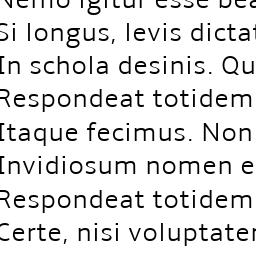 Nemo igitur esse bea
Si longus, levis dictat
In schola desinis. Qu
Respondeat totidem
Itaque fecimus. Non
Invidiosum nomen e
Respondeat totidem
Certe, nisi voluptater